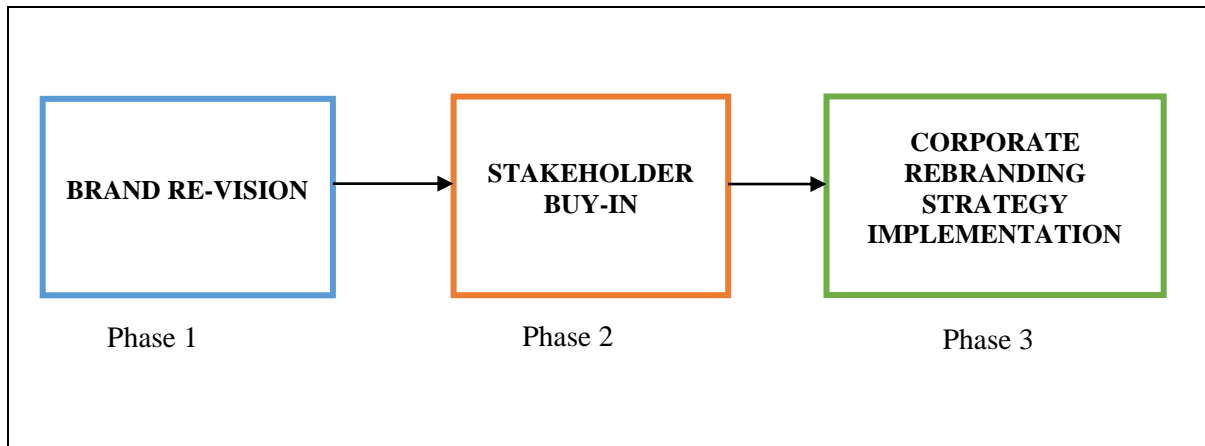 BRAND RE-VISION
STAKEHOLDER
BUY-IN
CORPORATE
REBRANDING
STRATEGY
IMPLEMENTATION
Phase 1
Phase 2
Phase 3